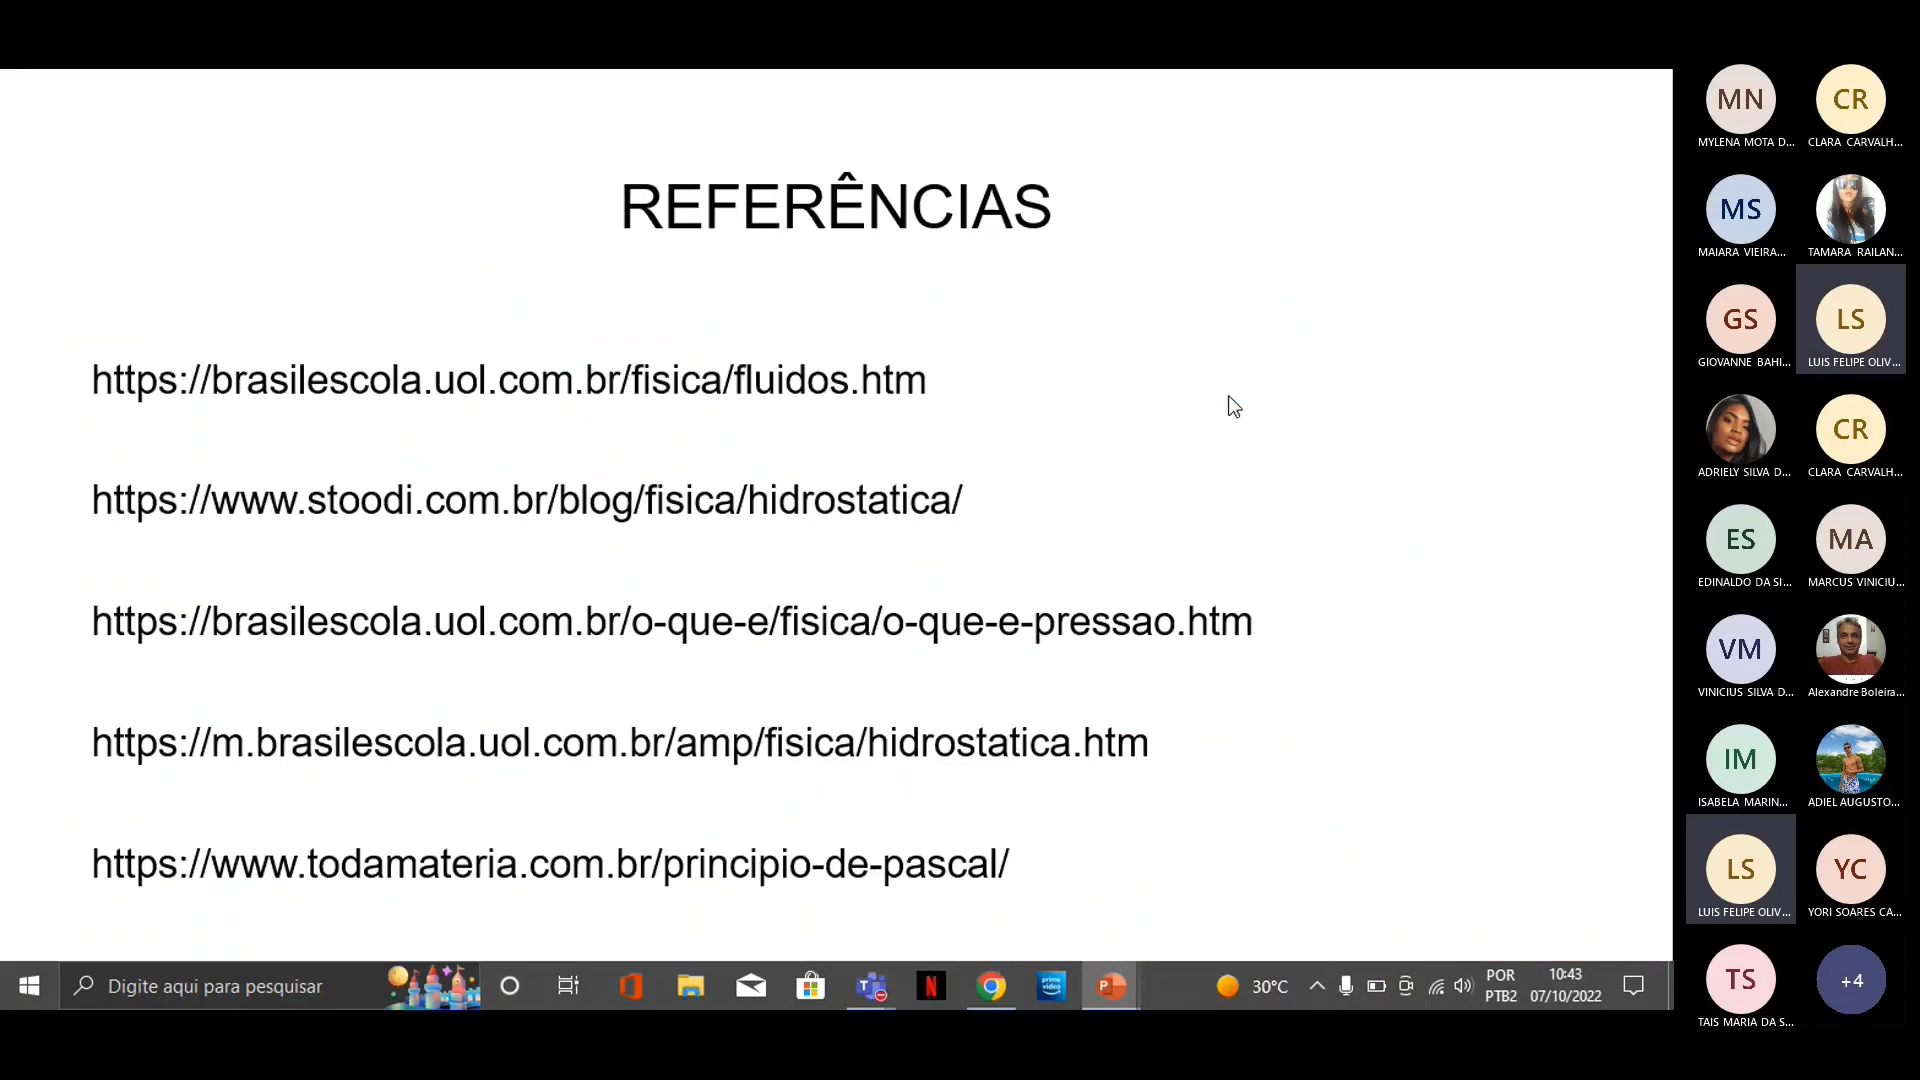 REFERÊNCIAS
https://brasilescola.uol.com.br/fisica/fluidos.htm
https://www.stoodi.com.br/blog/fisica/hidrostatica/
https://brasilescola.uol.com.br/o-que-e/fisica/o-que-e-pressao.htm
https://m.brasilescola.uol.com.br/amp/fisica/hidrostatica.htm
https://www.todamateria.com.br/principio-de-pascal/
Digite aqui para pesquisar
30°C
POR
PTB2
10:43
07/10/2022
MN
CR
MYLENA MOTA D...
CLARA CARVALH...
MS
MAIARA VIEIRA...
TAMARA RAILAN...
GS
LS
GIOVANNE BAHI...
LUIS FELIPE OLIV...
CR
ADRIELY SILVA D...
CLARA CARVALH...
ES
MA
EDINALDO DA SI...
MARCUS VINICIU...
VM
VINICIUS SILVA D...
Alexandre Boleira...
IM
ISABELA MARIN...
ADIEL AUGUSTO...
LS
YC
LUIS FELIPE OLIV...
YORI SOARES CA...
TS
+4
TAIS MARIA DA S...
T
N
prime video
P